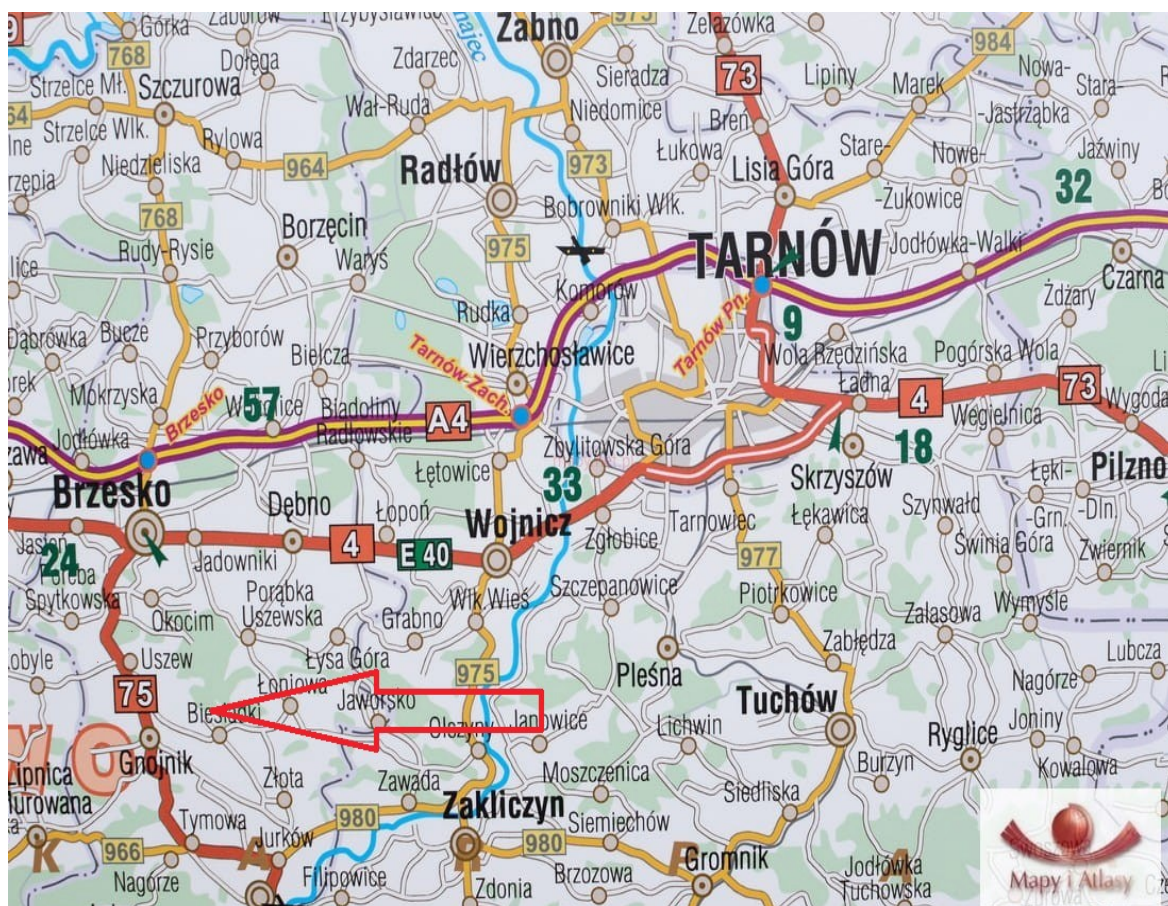 Górka
Zaborów
973
Żabno
Żelazówka
984
768
Dołęga
Zdarzec
Sieradza
73
Lipiny
Marek
Nowa-
Stara-
Strzelce Mł.
Szczurowa
Wał-Ruda
Niedomice
-Jastrząbka
64
Strzelce Wlk.
Rylowa
Breń
Niedzieliska
964
Radłów
973
Łukowa
Lisia Góra
Stare-
Nowe-
Jaźwiny
-Żukowice
32
768
Borzęcin
Bobrowniki Wlk.
Rudy-Rysie
Waryś
975
TARNÓW
Jodłówka-Wałki
Czarna
Komorów
Rudka
Żdżary
Bucze
Przyborów
9
Dąbrówka
Bielcza
Tarnów-Zach.
Wierzchosławice
Tarnów Pn.
Wola Rzędzińska
Pogórska Wola
Mokrzyska
Ładna
4
73
Wygoda
57
Brzesko
Biadoliny
A4
Węgielnica
Jodłówka
Radłowskie
Zbylitowska Góra
18
Łętowice
33
Skrzyszów
Pilzno
Brzesko
Łęki-
Dębno
Łopoń
Wojnicz
Szynwałd
-Grn.
-Dln.
Tarnowiec
Łękawica
Jasień
24
Jadowniki
4
E 40
Zgłobice
977
Świnia Góra
Zwiernik
Poręba
Spytkowska
Porąbka
Szczepanowice
Okocim
Uszewska
Wlk. Wieś
Piotrkowice
Zalasowa
Wymyśle
Grabno
Zabłędza
Uszew
Łysa Góra
Lubcza
975
Pleśna
75
Łoniowa
Nagórze
Jaworsko
Tuchów
Biesiadki
Olszyny
Janowice
Lichwin
Joniny
Ryglice
Gnojnik
Kowalowa
Lipnica
Murowana
Złota
Zawada
Moszczenica
Burzyn
Siedliska
Zakliczyn
Tymowa
980
Siemiechów
Jurków
980
966
Gromnik
Jodłówka
Tuchowska
Nagórze
Filipowice
Zdonia
Brzozowa
K A R P A
Mapy i Atlasy